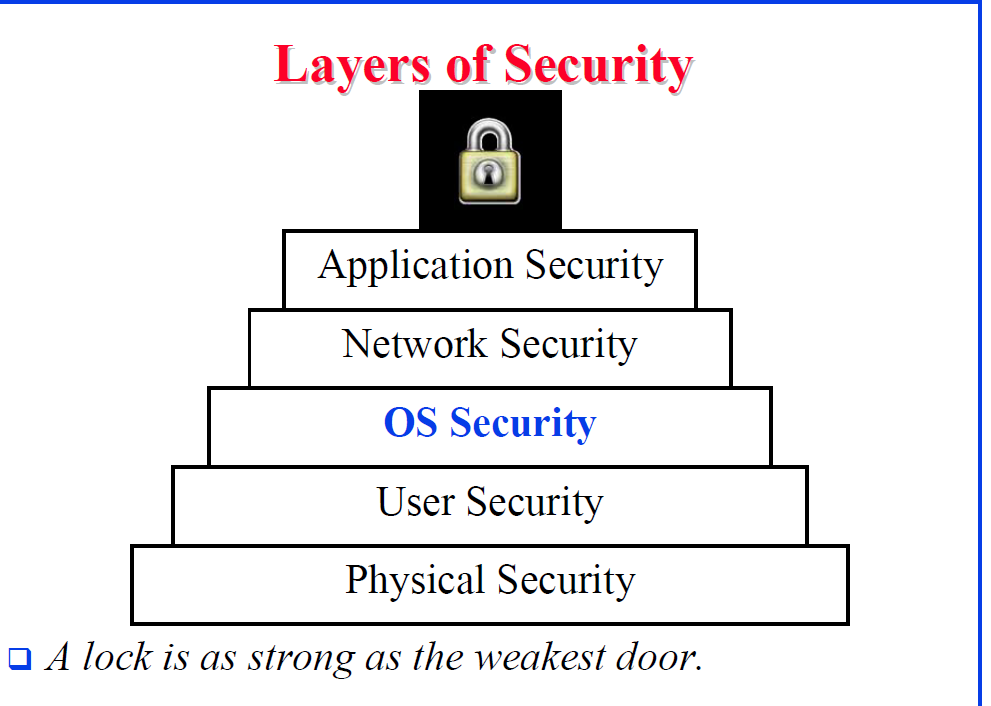 Layers of Security
Application Security
Network Security
OS Security
User Security
Physical Security
A lock is as strong as the weakest door.